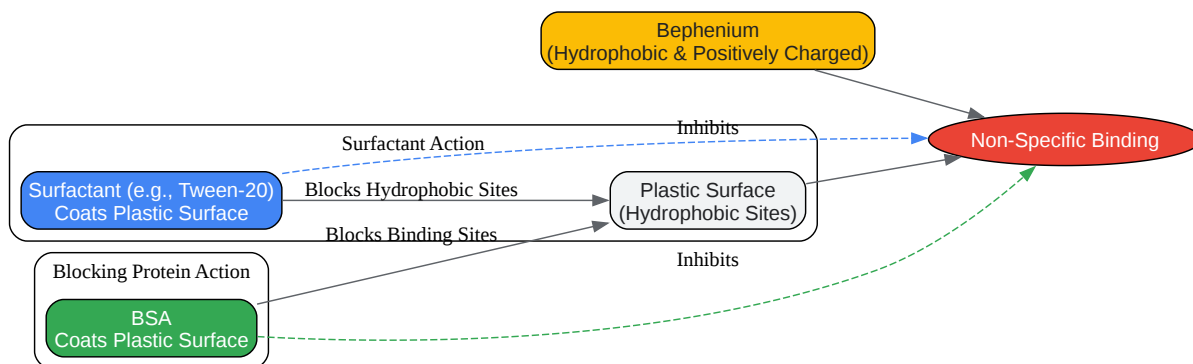 Bephenium
(Hydrophobic & Positively Charged)
Inhibits
Surfactant Action
Non-Specific Binding
Surfactant (e.g., Tween-20)
Coats Plastic Surface
Blocks Hydrophobic Sites
Plastic Surface
(Hydrophobic Sites)
Blocks Binding Sites
Inhibits
Blocking Protein Action
BSA
Coats Plastic Surface